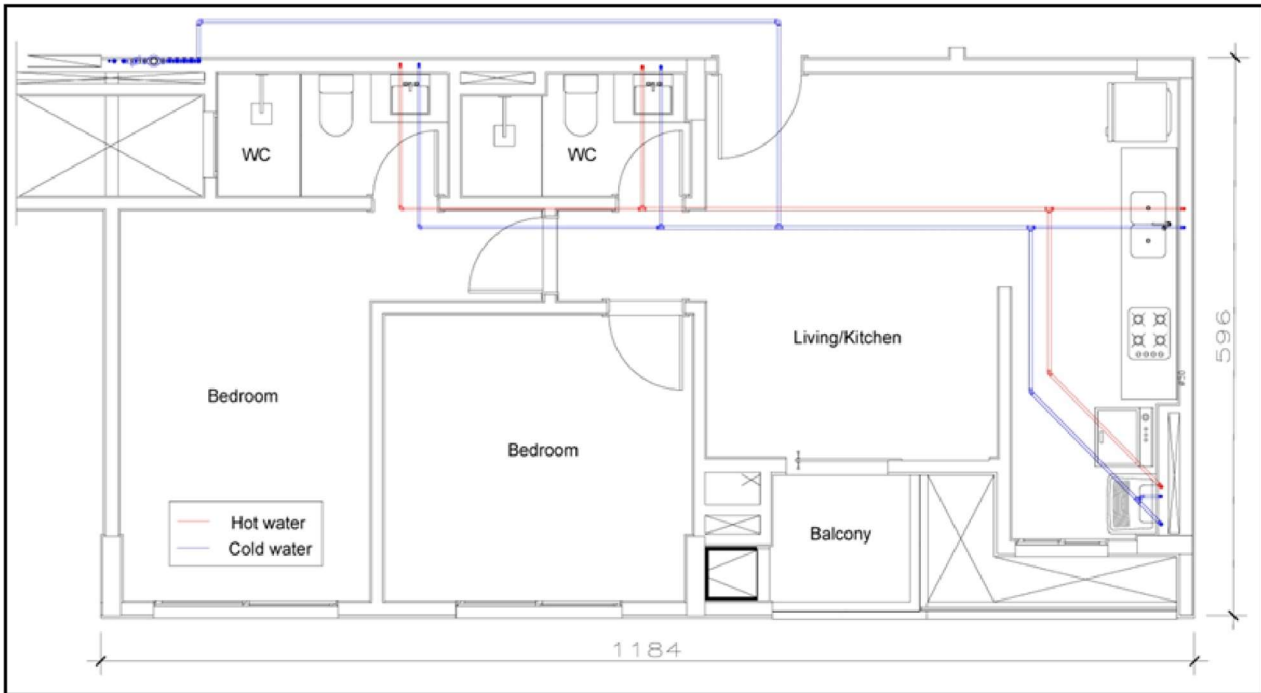 WC
WC
Living/Kitchen
596
Bedroom
Bedroom
Hot water
Cold water
Balcony
1184